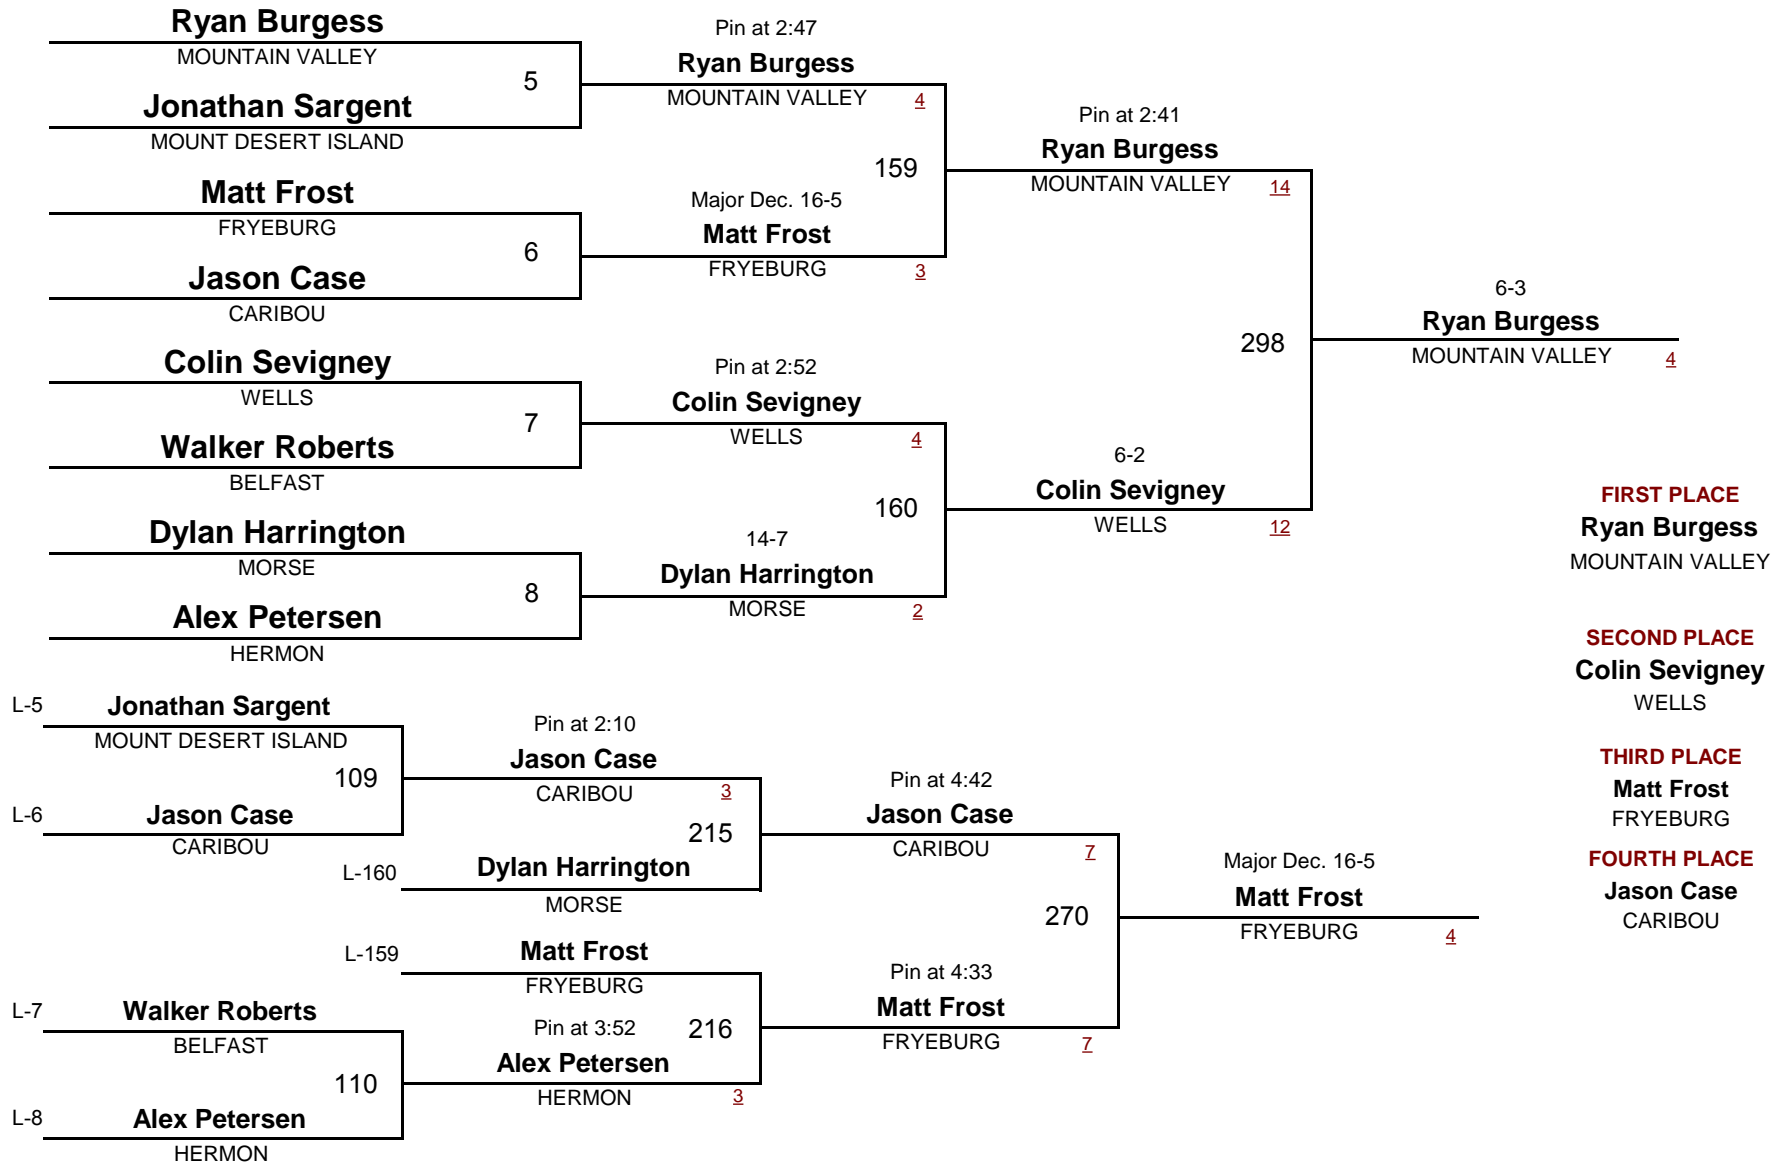 Ryan Burgess
MOUNTAIN VALLEY
5
Jonathan Sargent
MOUNT DESERT ISLAND
Matt Frost
FRYEBURG
6
Jason Case
CARIBOU
Colin Sevigney
WELLS
7
Walker Roberts
BELFAST
Dylan Harrington
MORSE
8
Alex Petersen
HERMON
Pin at 2:47
Ryan Burgess
MOUNTAIN VALLEY 4
159
Major Dec. 16-5
Matt Frost
FRYEBURG 3
Pin at 2:52
Colin Sevigney
WELLS 4
160
14-7
Dylan Harrington
MORSE 2
Pin at 2:41
Ryan Burgess
MOUNTAIN VALLEY 14
298
6-2
Colin Sevigney
WELLS 12
6-3
Ryan Burgess
MOUNTAIN VALLEY 4
FIRST PLACE
Ryan Burgess
MOUNTAIN VALLEY
SECOND PLACE
Colin Sevigney
WELLS
THIRD PLACE
Matt Frost
FRYEBURG
FOURTH PLACE
Jason Case
CARIBOU
L-5 Jonathan Sargent
MOUNT DESERT ISLAND
109
L-6 Jason Case
CARIBOU
Pin at 2:10
Jason Case
CARIBOU 3
215
L-160 Dylan Harrington
MORSE
L-159 Matt Frost
FRYEBURG
L-7 Walker Roberts
BELFAST
110
L-8 Alex Petersen
HERMON
Pin at 3:52 216
Alex Petersen
HERMON 3
Pin at 4:42
Jason Case
CARIBOU 7
270
Pin at 4:33
Matt Frost
FRYEBURG 7
Major Dec. 16-5
Matt Frost
FRYEBURG 4